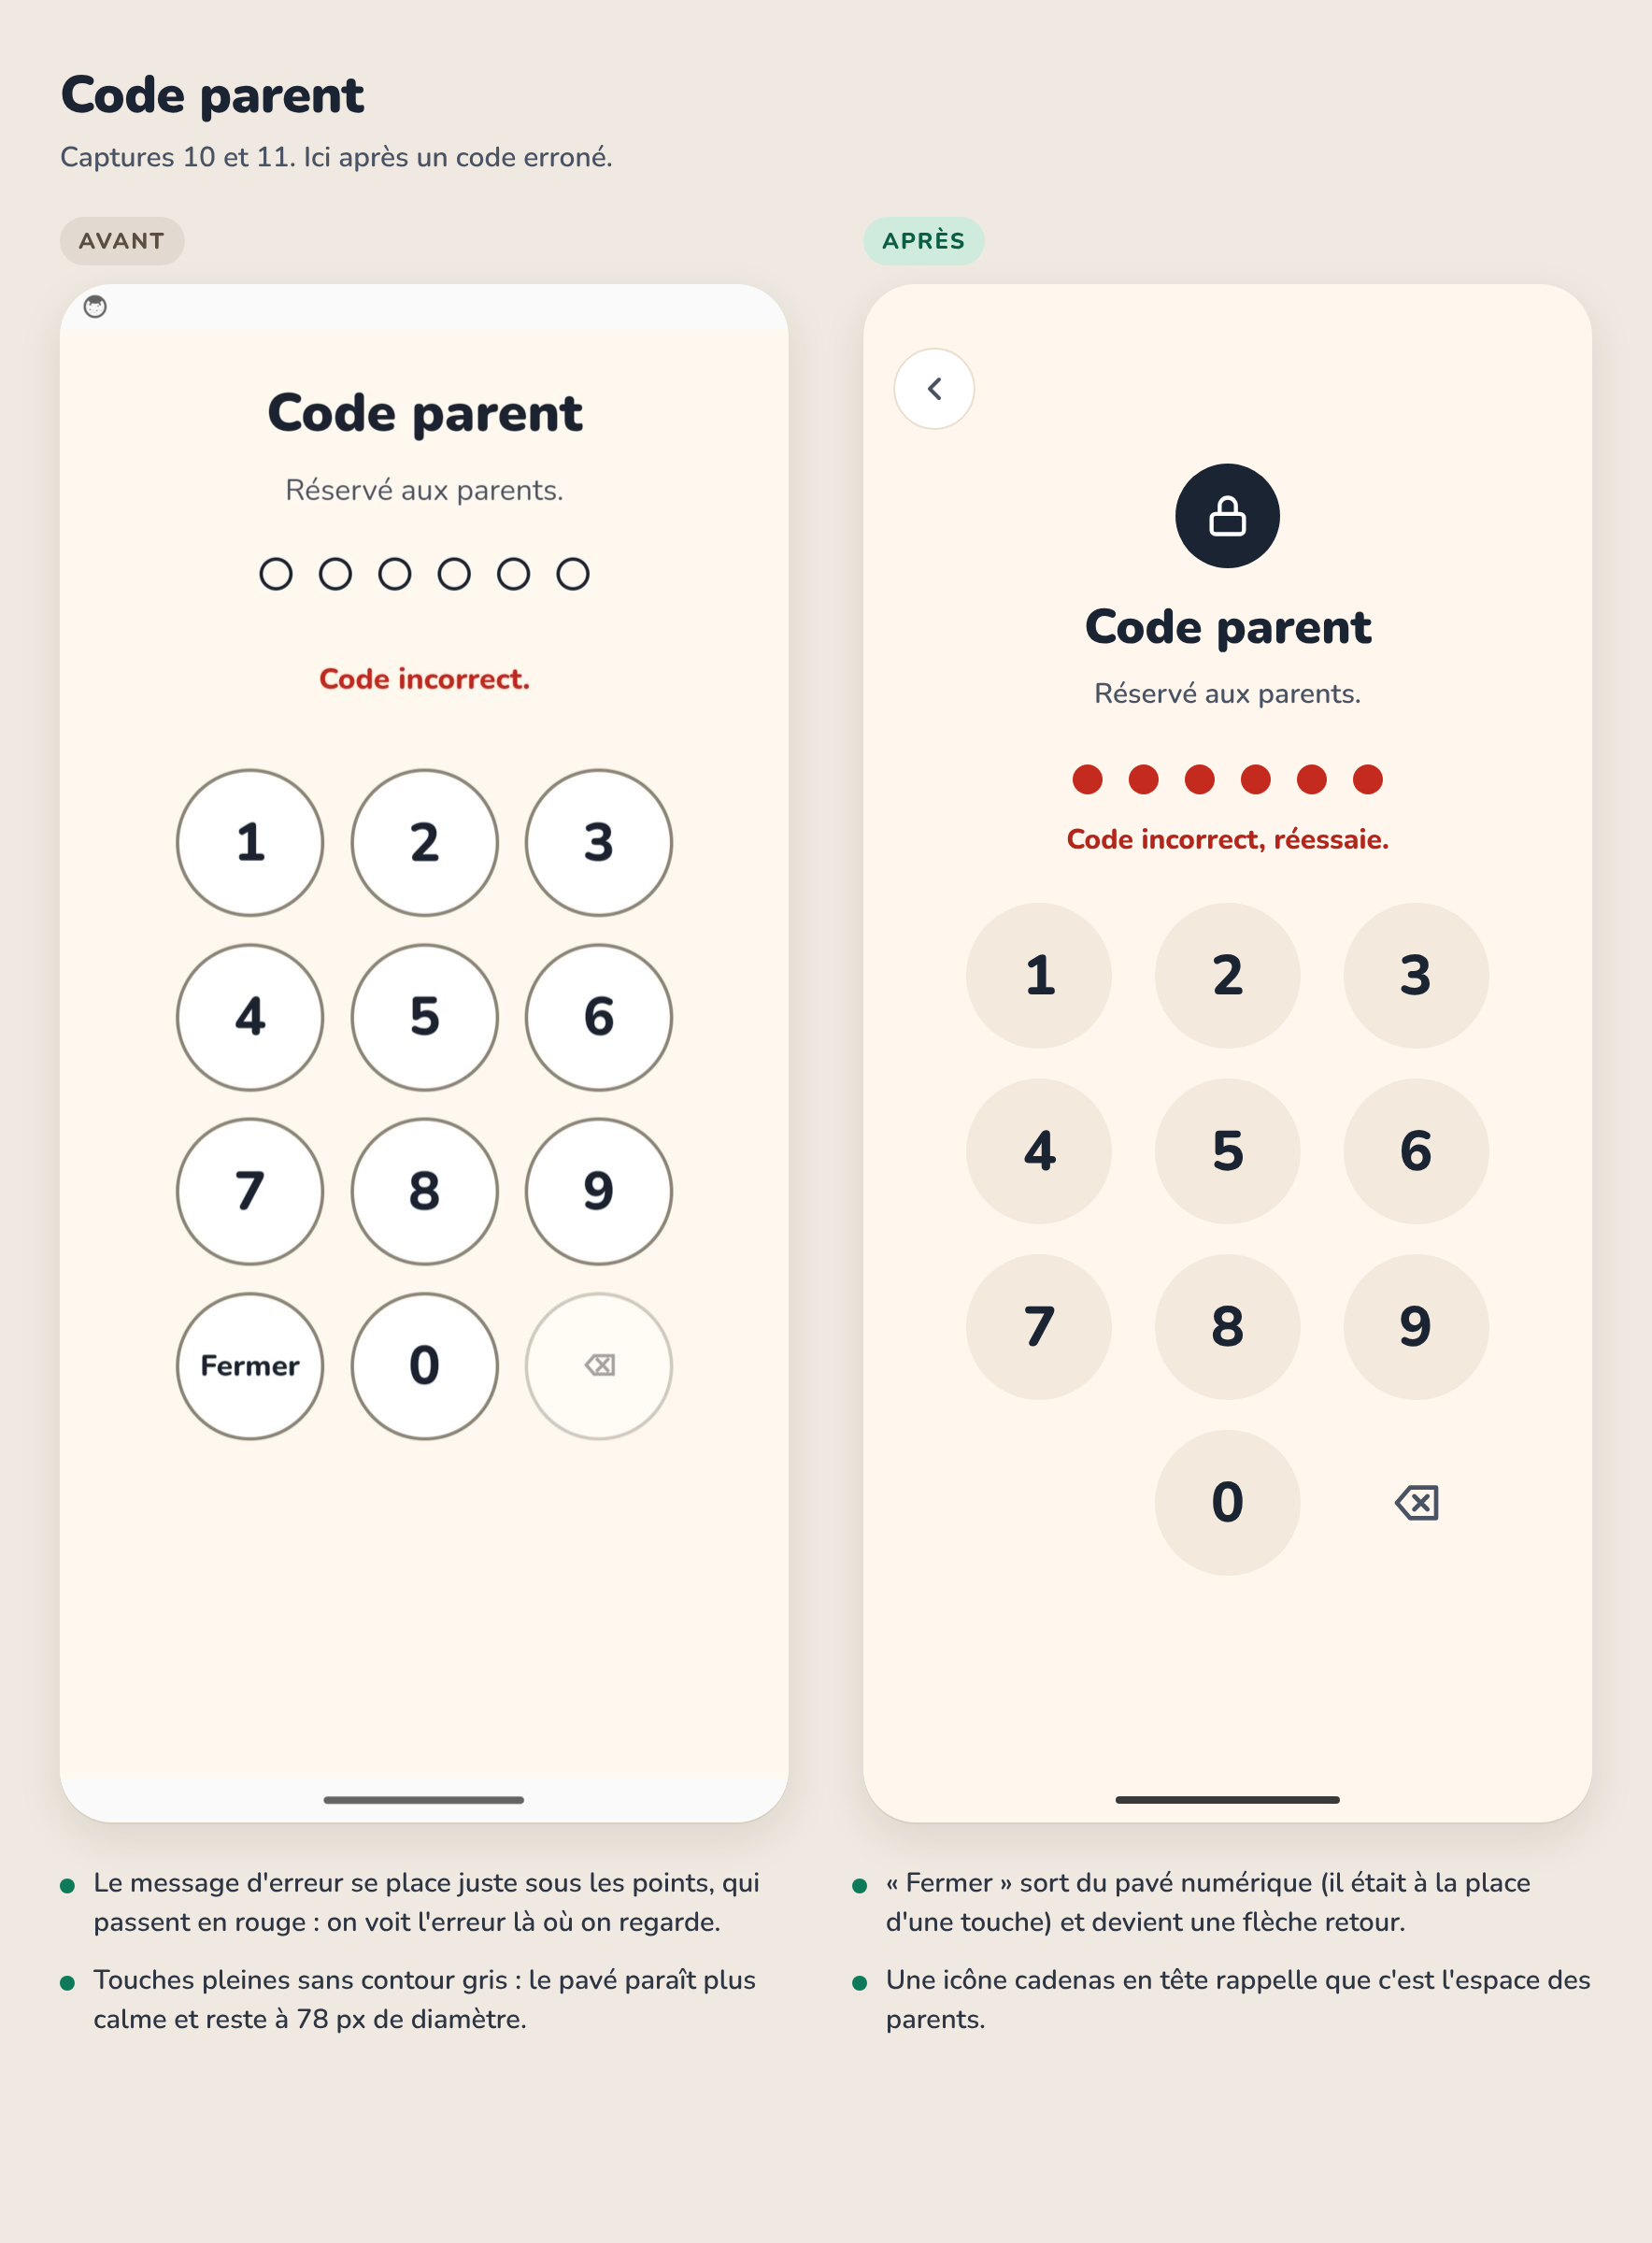 Code parent
Captures 10 et 11. Ici après un code erroné.
AVANT
Code parent
Réservé aux parents.
Code incorrect.
1 2 3
4 5 6
7 8 9
Fermer 0
APRÈS
Code parent
Réservé aux parents.
Code incorrect, réessaie.
1 2 3
4 5 6
7 8 9
0
Le message d'erreur se place juste sous les points, qui
passent en rouge : on voit l'erreur là où on regarde.
Touches pleines sans contour gris : le pavé paraît plus
calme et reste à 78 px de diamètre.
« Fermer » sort du pavé numérique (il était à la place
d'une touche) et devient une flèche retour.
Une icône cadenas en tête rappelle que c'est l'espace des
parents.